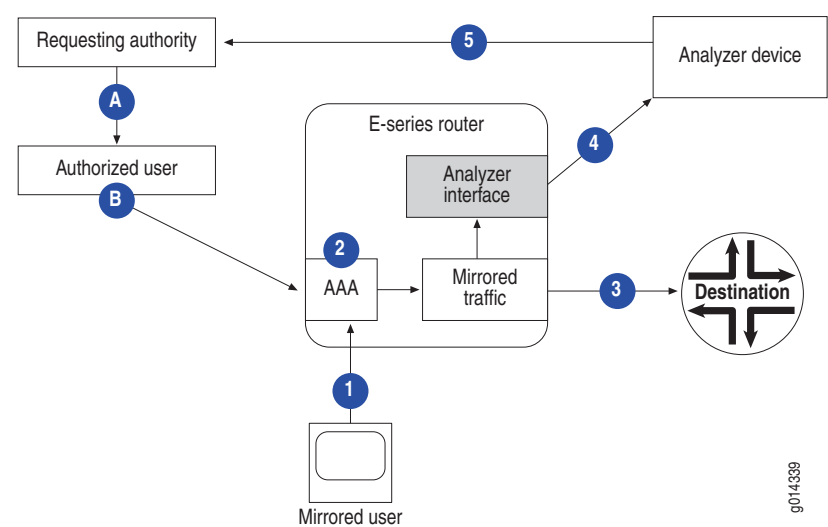 Requesting authority
5
Analyzer device
A
E-series router
4
Authorized user
Analyzer
interface
B
2
AAA
Mirrored
traffic
3
Destination
1
Mirrored user
g014339